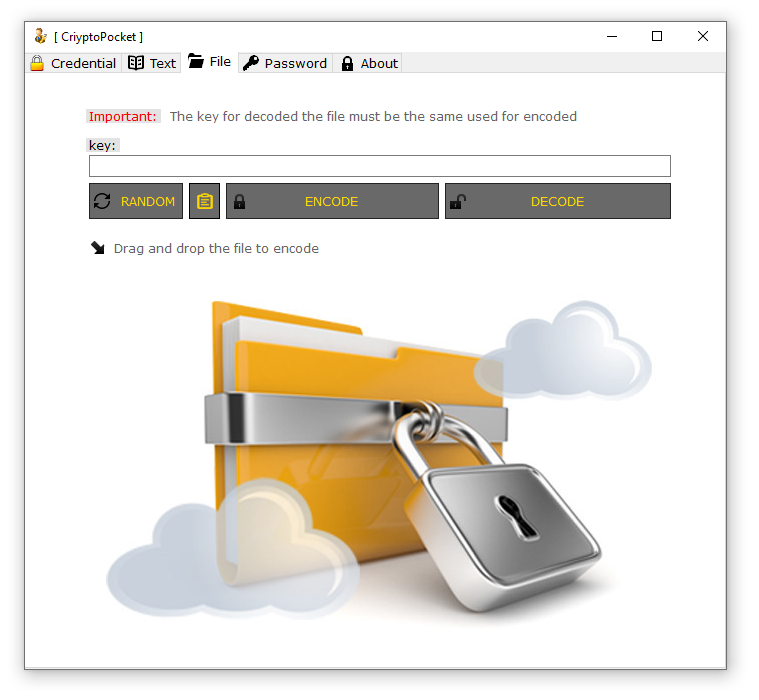 [ CriyptoPocket ]
Credential Text File Password About
Important: The key for decoded the file must be the same used for encoded
key:
RANDOM ENCODE DECODE
Drag and drop the file to encode